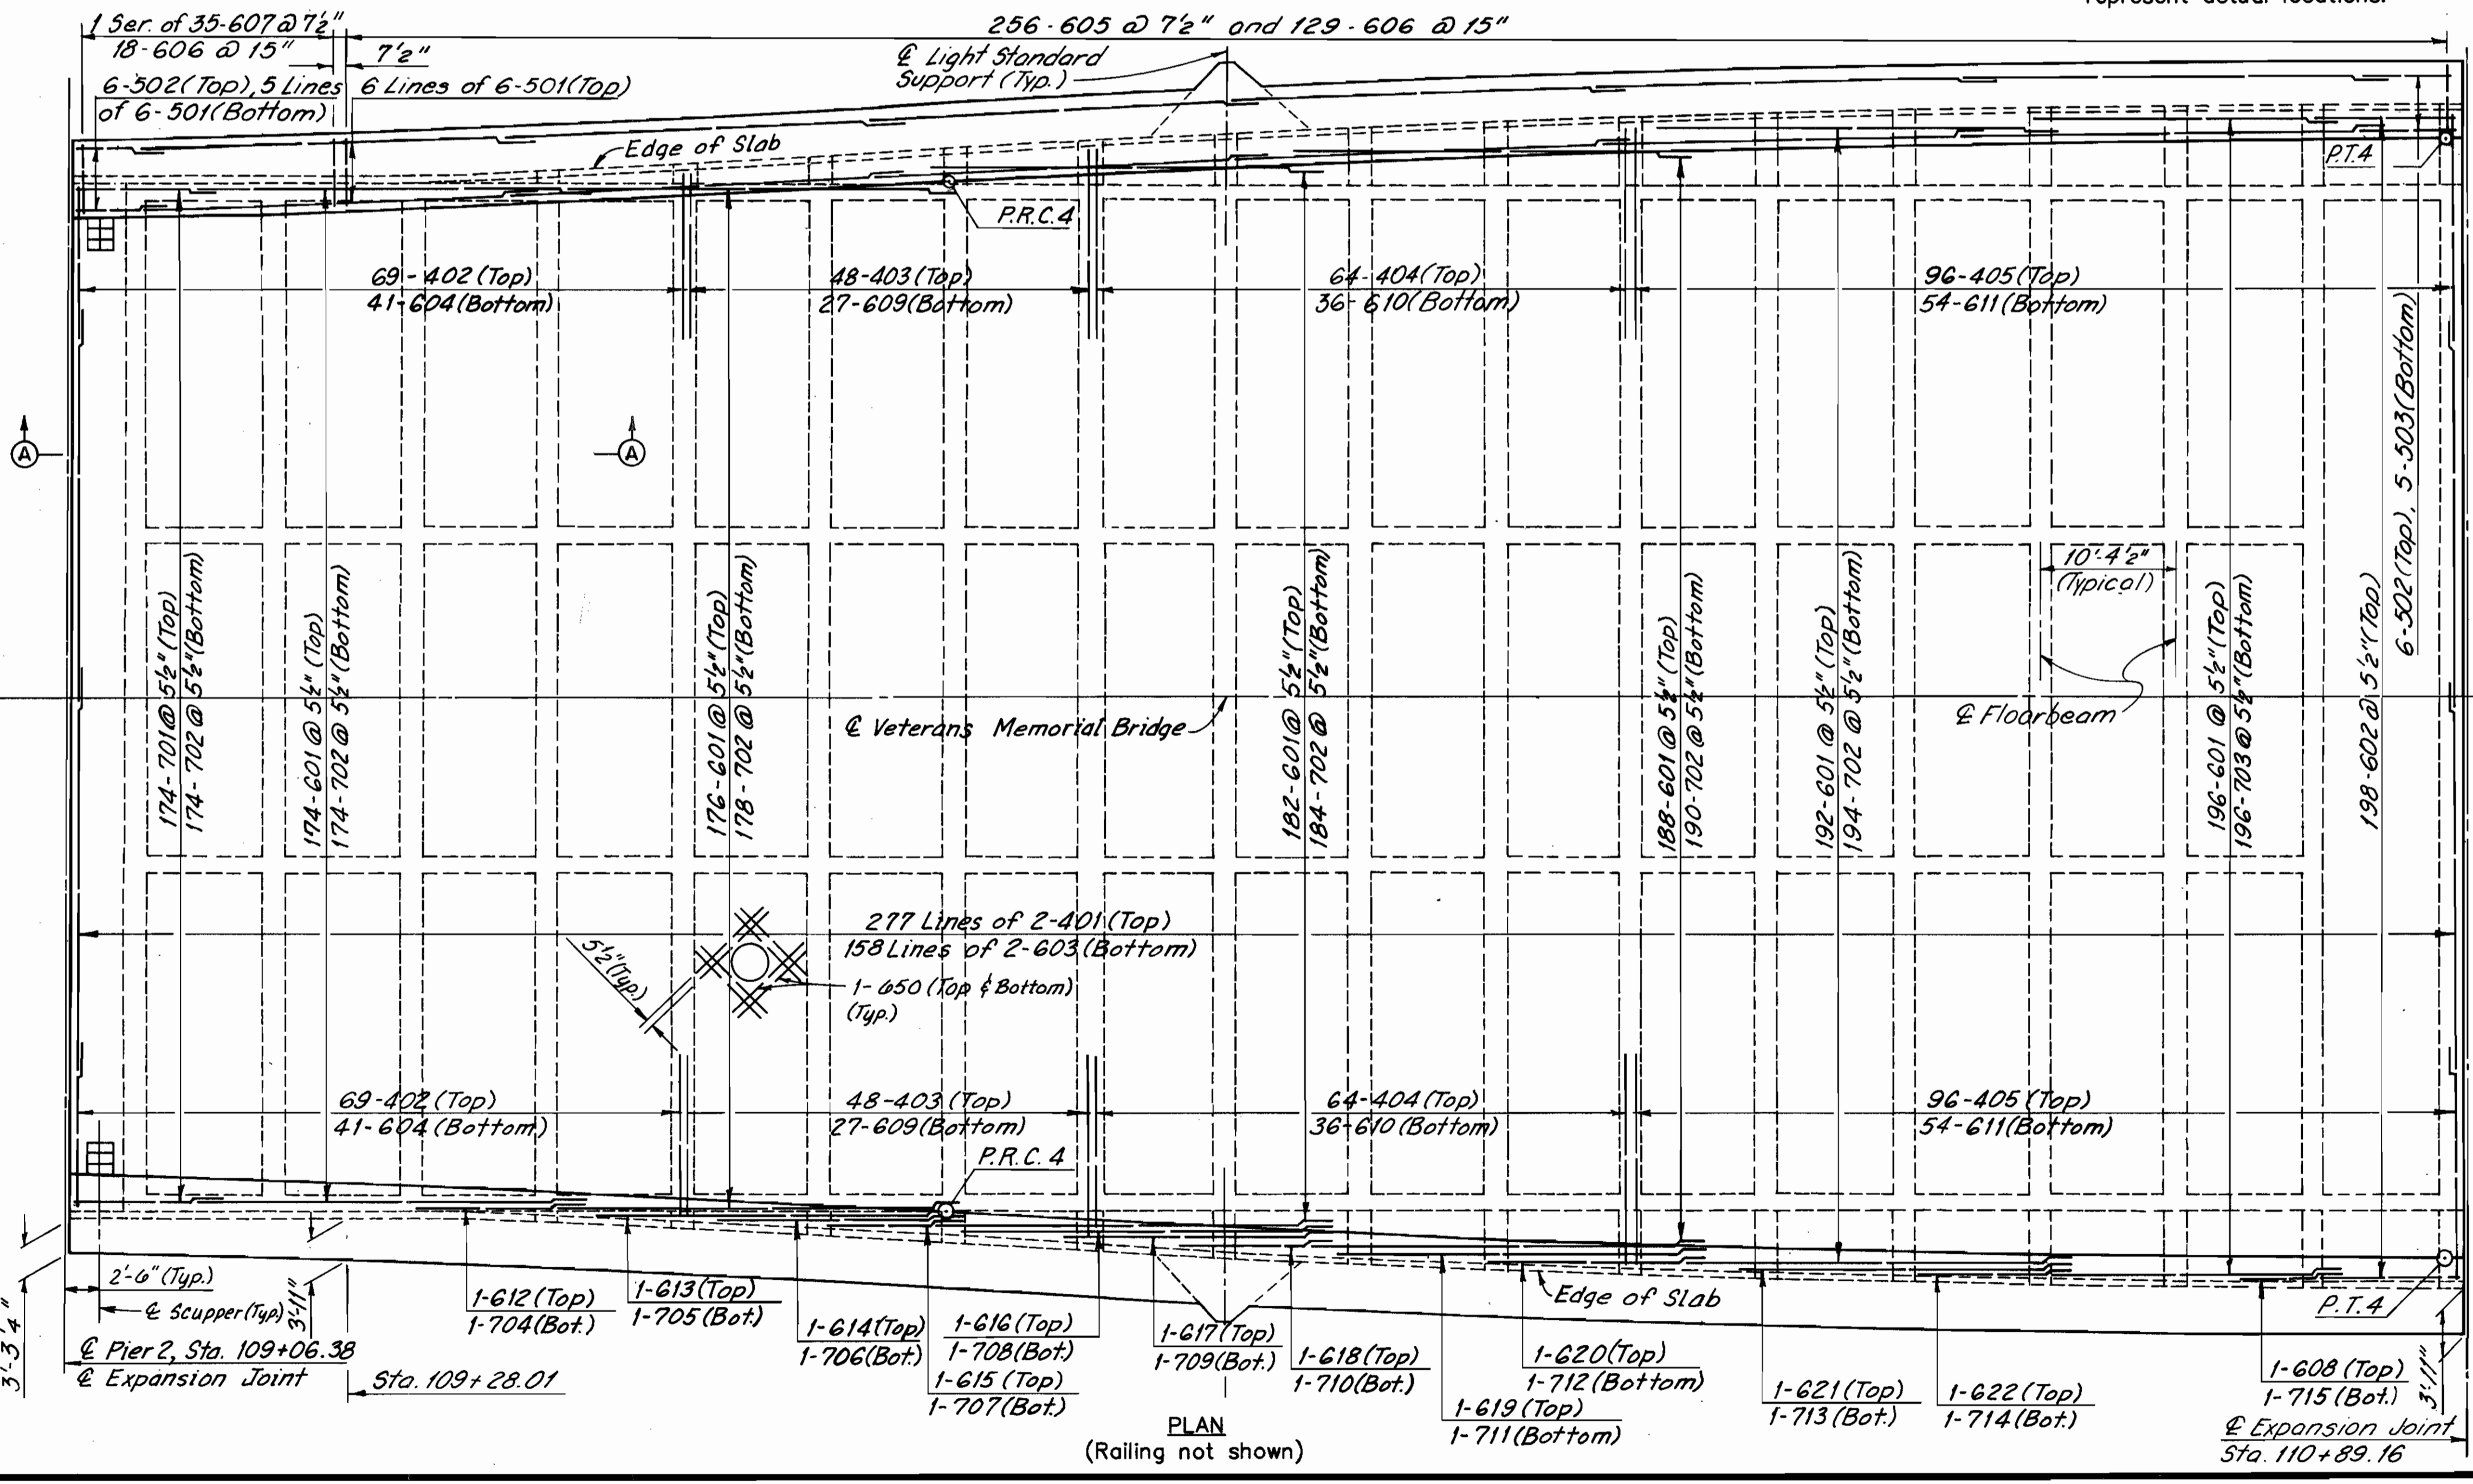 represent actual locations.
1 Ser. of 35-607 @ 7½"
18-606 @ 15"
7½"
256-605 @ 7½" and 129-606 @ 15"
6-502 (Top), 5 Lines
of 6-501 (Bottom)
6 Lines of 6-501 (Top)
℄ Light Standard
Support (Typ.)
Edge of Slab
P.R.C. 4
P.T. 4
69-402 (Top)
41-604 (Bottom)
48-403 (Top)
27-609 (Bottom)
64-404 (Top)
36-610 (Bottom)
96-405 (Top)
54-611 (Bottom)
6-502 (Top), 5-503 (Bottom)
A
A
174-701 @ 5½" (Top)
174-702 @ 5½" (Bottom)
174-601 @ 5½" (Top)
174-702 @ 5½" (Bottom)
176-601 @ 5½" (Top)
178-702 @ 5½" (Bottom)
182-601 @ 5½" (Top)
184-702 @ 5½" (Bottom)
188-601 @ 5½" (Top)
190-702 @ 5½" (Bottom)
192-601 @ 5½" (Top)
194-702 @ 5½" (Bottom)
10'-4½"
(Typical)
196-601 @ 5½" (Top)
196-703 @ 5½" (Bottom)
198-602 @ 5½" (Top)
℄ Veterans Memorial Bridge
℄ Floorbeam
277 Lines of 2-401 (Top)
158 Lines of 2-603 (Bottom)
5½" (Typ.)
1-650 (Top & Bottom)
(Typ.)
69-402 (Top)
41-604 (Bottom)
48-403 (Top)
27-609 (Bottom)
64-404 (Top)
36-610 (Bottom)
96-405 (Top)
54-611 (Bottom)
P.R.C. 4
2'-6" (Typ.)
℄ Scupper (Typ.)
3'-11"
3'-3¼"
℄ Pier 2, Sta. 109+06.38
℄ Expansion Joint
Sta. 109+28.01
1-612 (Top)
1-704 (Bot.)
1-613 (Top)
1-705 (Bot.)
1-614 (Top)
1-706 (Bot.)
1-616 (Top)
1-708 (Bot.)
1-615 (Top)
1-707 (Bot.)
1-617 (Top)
1-709 (Bot.)
1-618 (Top)
1-710 (Bot.)
1-619 (Top)
1-711 (Bottom)
1-620 (Top)
1-712 (Bottom)
Edge of Slab
1-621 (Top)
1-713 (Bot.)
1-622 (Top)
1-714 (Bot.)
1-608 (Top)
1-715 (Bot.)
P.T. 4
3'-11"
℄ Expansion Joint
Sta. 110+89.16
PLAN
(Railing not shown)